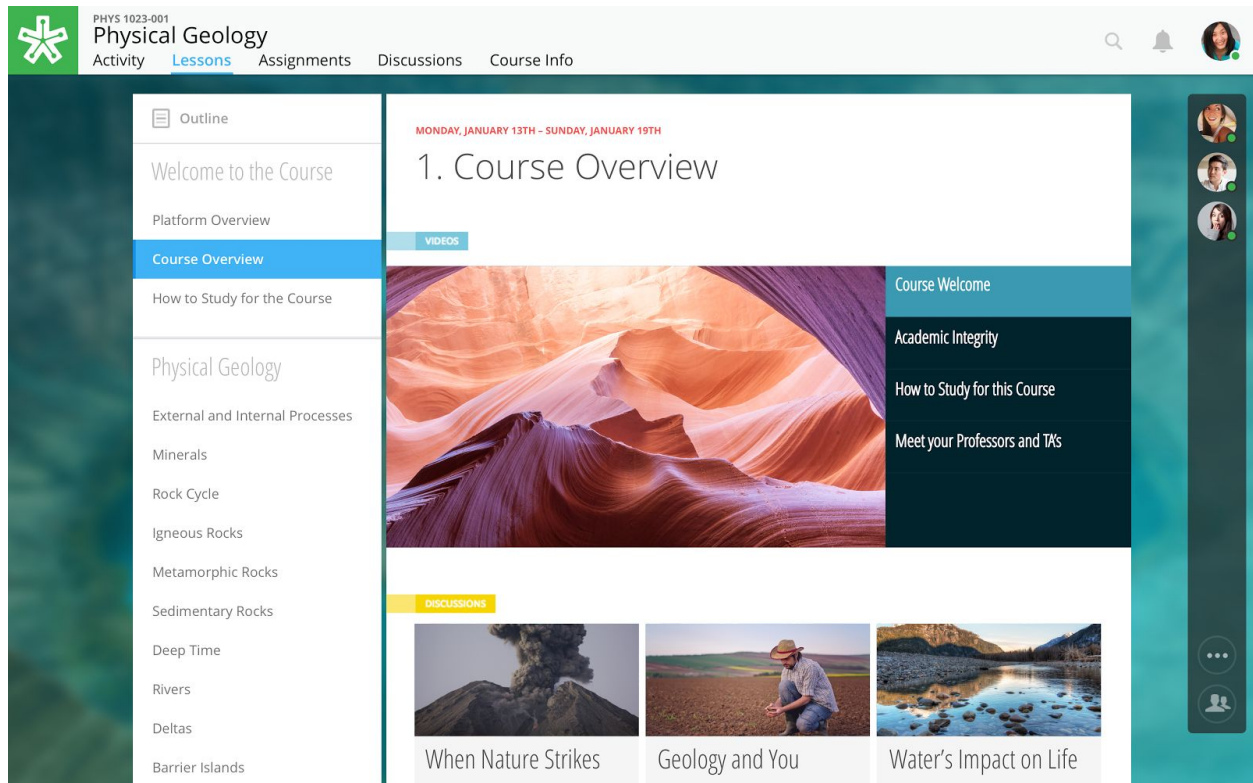 PHYS 1023-001
Physical Geology
Activity Lessons Assignments Discussions Course Info
Outline
Welcome to the Course
Platform Overview
Course Overview
How to Study for the Course
Physical Geology
External and Internal Processes
Minerals
Rock Cycle
Igneous Rocks
Metamorphic Rocks
Sedimentary Rocks
Deep Time
Rivers
Deltas
Barrier Islands
MONDAY, JANUARY 13TH – SUNDAY, JANUARY 19TH
1. Course Overview
VIDEOS
Course Welcome
Academic Integrity
How to Study for this Course
Meet your Professors and TA's
DISCUSSIONS
When Nature Strikes
Geology and You
Water's Impact on Life